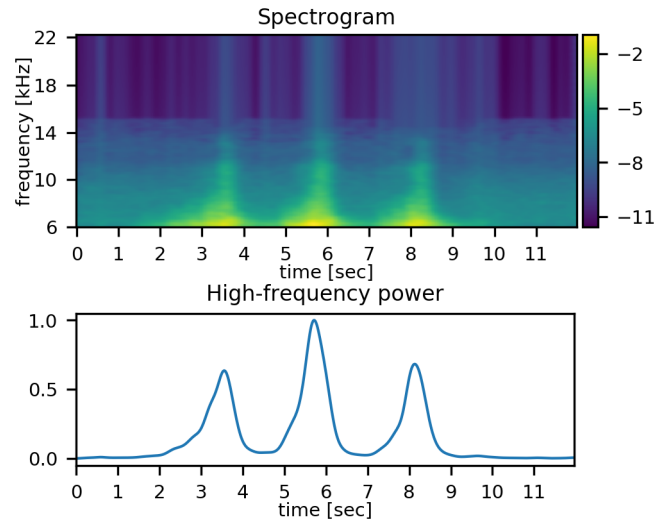 Spectrogram
22
18
14
10
6
frequency [kHz]
0 1 2 3 4 5 6 7 8 9 10 11
time [sec]
−2
−5
−8
−11
High-frequency power
1.0
0.5
0.0
0 1 2 3 4 5 6 7 8 9 10 11
time [sec]